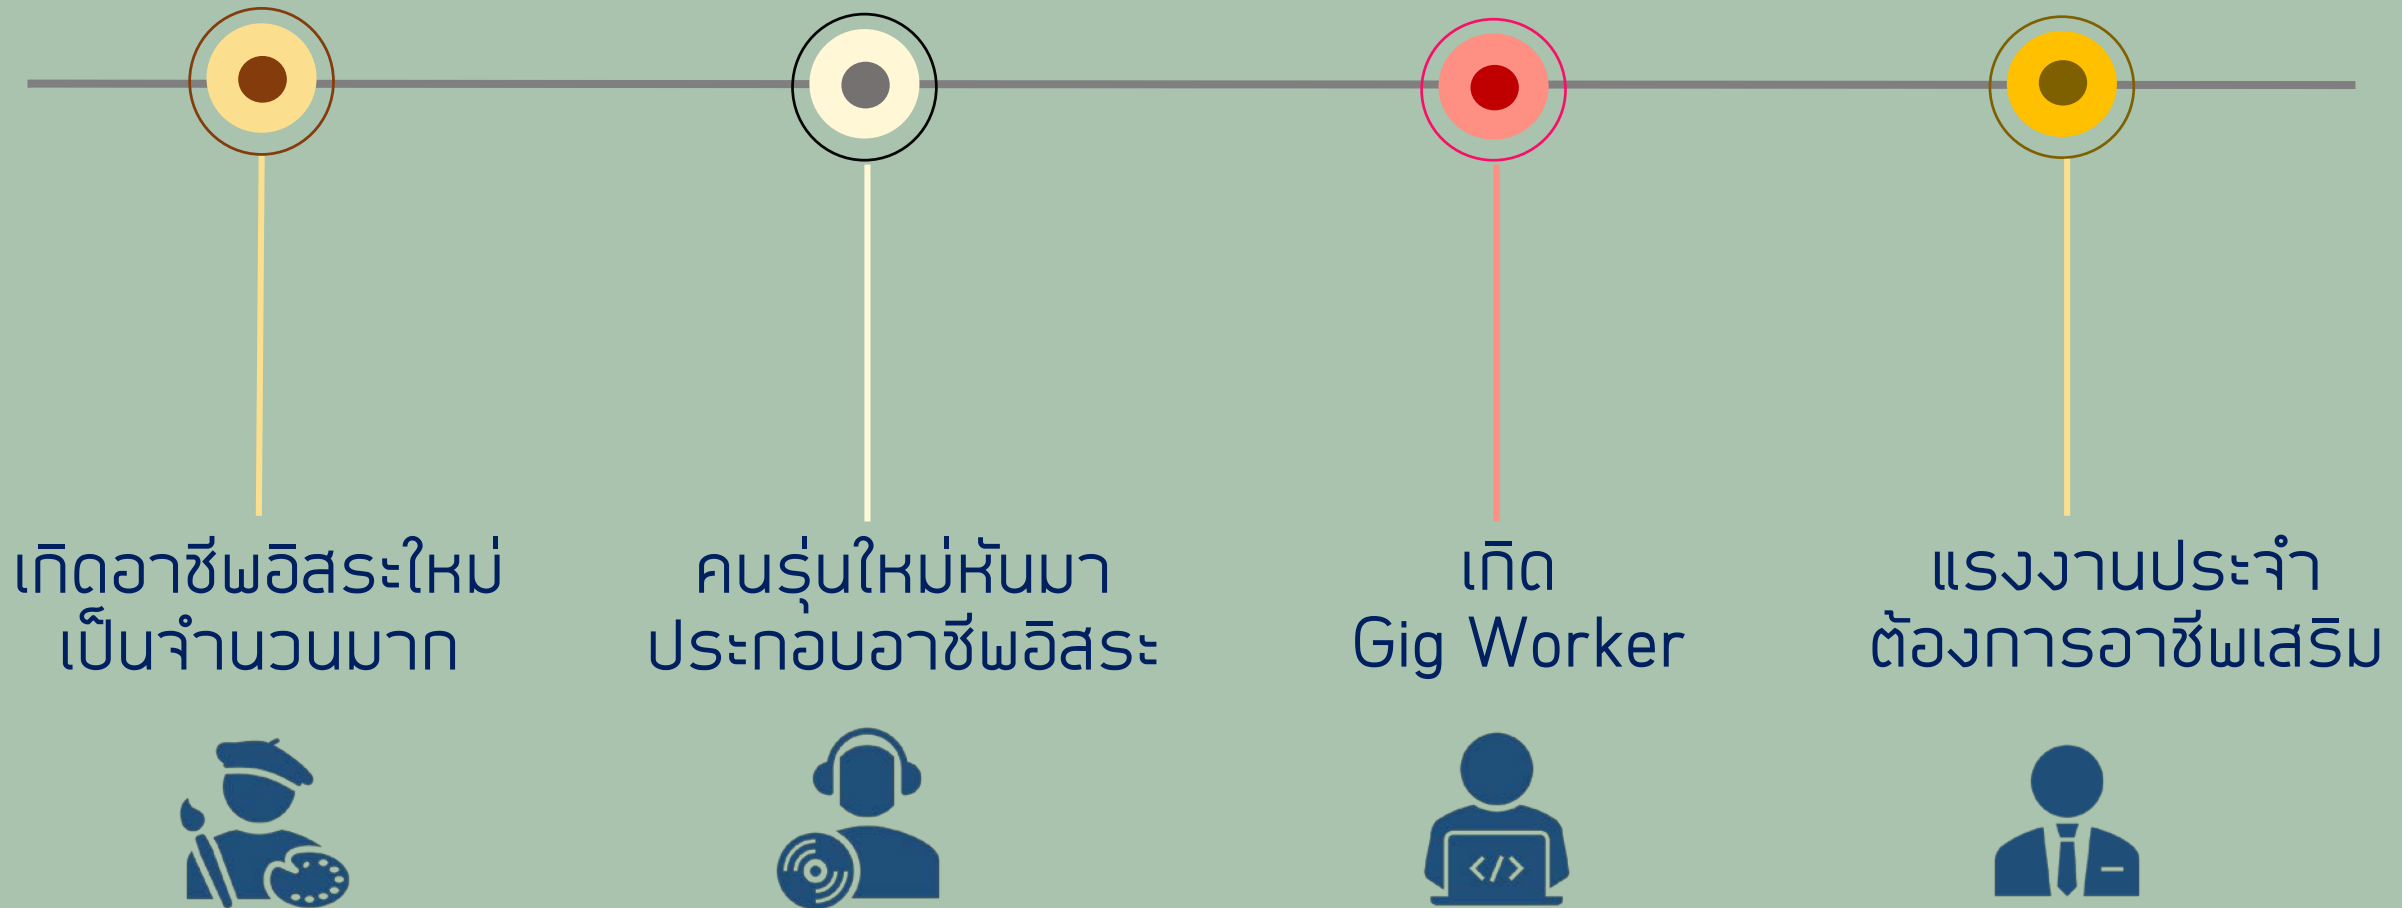 เกิดอาชีพอิสระใหม่
เป็นจำนวนมาก
คนรุ่นใหม่หันมา
ประกอบอาชีพอิสระ
เกิด
Gig Worker
แรงงานประจำ
ต้องการอาชีพเสริม